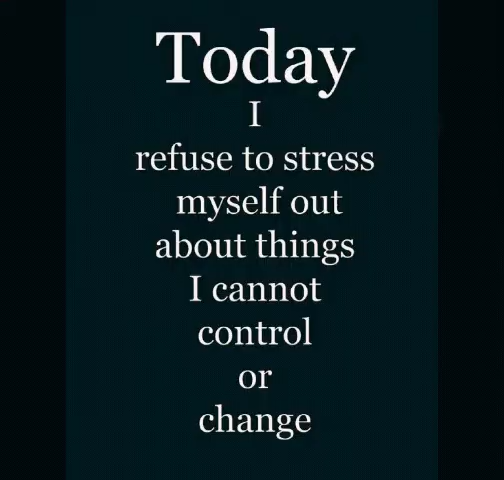 Today
I
refuse to stress
myself out
about things
I cannot
control
or
change